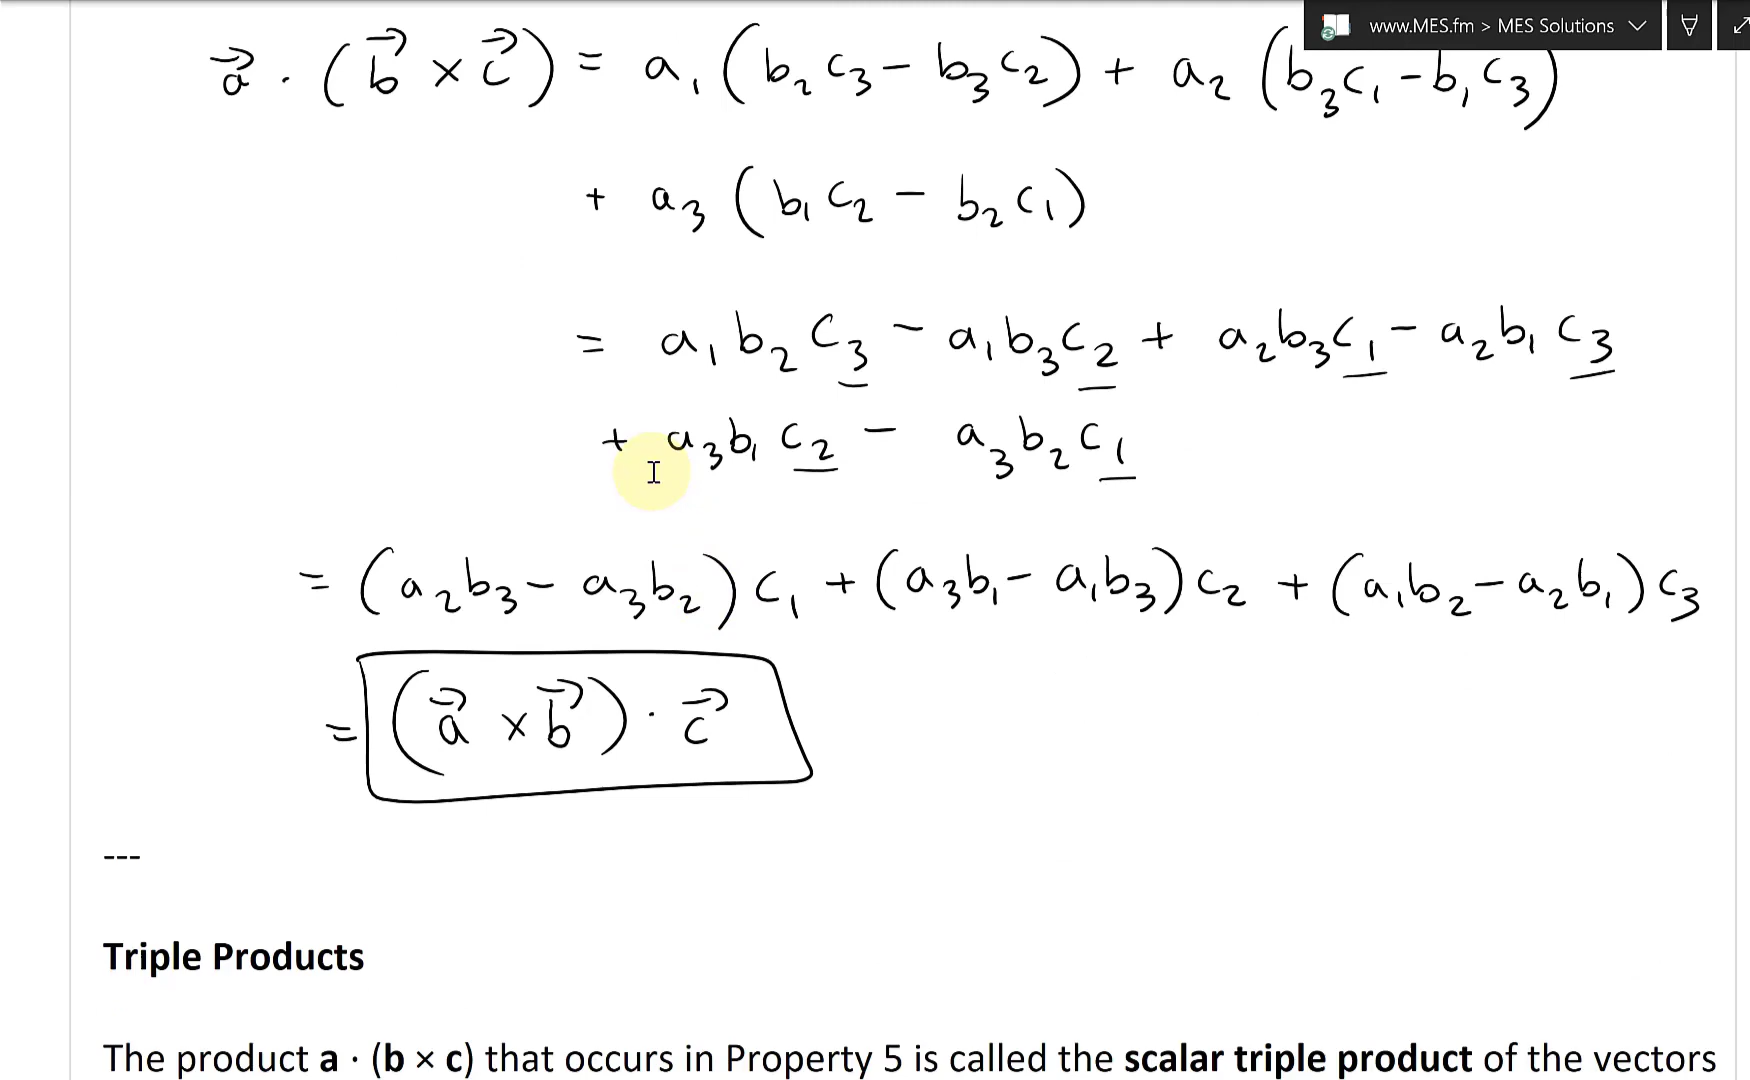 www.MES.fm > MES Solutions
a⃗ · (b⃗ × c⃗) = a₁(b₂c₃ − b₃c₂) + a₂(b₃c₁ − b₁c₃)
+ a₃(b₁c₂ − b₂c₁)
= a₁b₂c₃ − a₁b₃c₂ + a₂b₃c₁ − a₂b₁c₃
+ a₃b₁c₂ − a₃b₂c₁
= (a₂b₃ − a₃b₂)c₁ + (a₃b₁ − a₁b₃)c₂ + (a₁b₂ − a₂b₁)c₃
= (a⃗ × b⃗) · c⃗
---
Triple Products
The product a · (b × c) that occurs in Property 5 is called the scalar triple product of the vectors